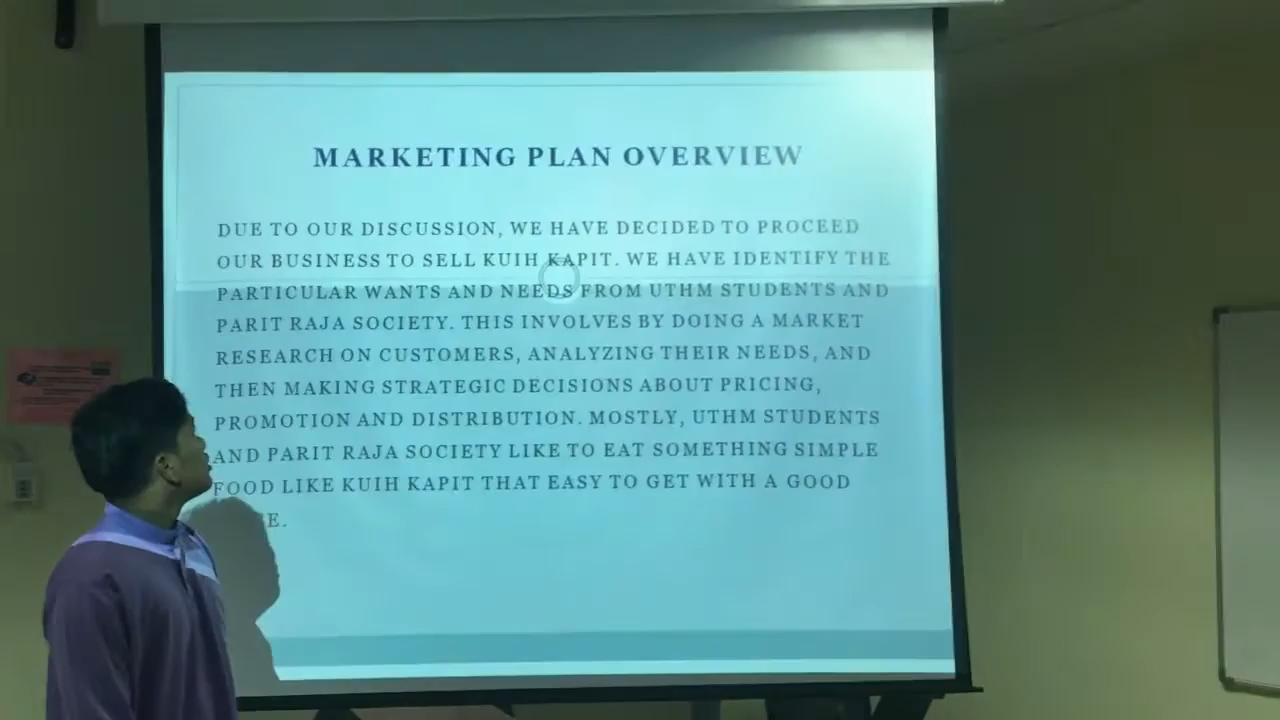 MARKETING PLAN OVERVIEW
DUE TO OUR DISCUSSION, WE HAVE DECIDED TO PROCEED
OUR BUSINESS TO SELL KUIH KAPIT. WE HAVE IDENTIFY THE
PARTICULAR WANTS AND NEEDS FROM UTHM STUDENTS AND
PARIT RAJA SOCIETY. THIS INVOLVES BY DOING A MARKET
RESEARCH ON CUSTOMERS, ANALYZING THEIR NEEDS, AND
THEN MAKING STRATEGIC DECISIONS ABOUT PRICING,
PROMOTION AND DISTRIBUTION. MOSTLY, UTHM STUDENTS
AND PARIT RAJA SOCIETY LIKE TO EAT SOMETHING SIMPLE
FOOD LIKE KUIH KAPIT THAT EASY TO GET WITH A GOOD